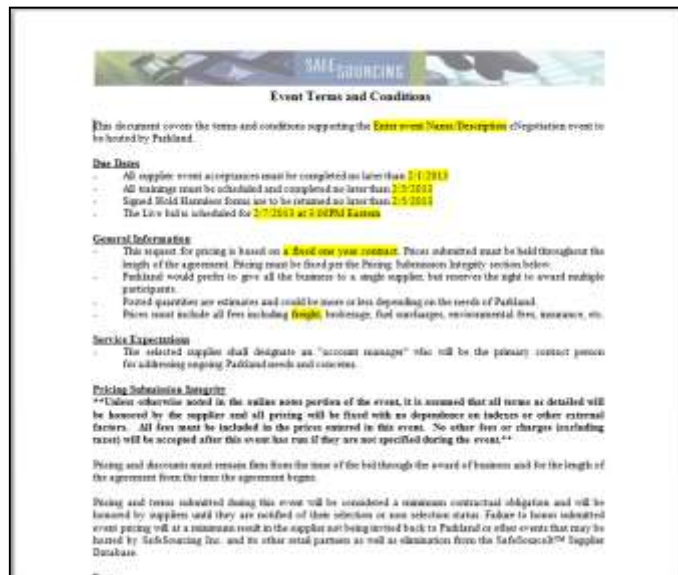 SAFESOURCING
Event Terms and Conditions
This document covers the terms and conditions supporting the Enter event Name/Description eNegotiation event to
be hosted by Parkland.
Due Dates
- All supplier event acceptances must be completed no later than 2/1/2013
- All trainings must be scheduled and completed no later than 2/5/2013
- Signed Hold Harmless forms are to be returned no later than 2/5/2013
- The Live bid is scheduled for 2/7/2013 at 3:00PM Eastern
General Information
- This request for pricing is based on a fixed one year contract. Prices submitted must be held throughout the
length of the agreement. Pricing must be fixed per the Pricing Submission Integrity section below.
- Parkland would prefer to give all the business to a single supplier, but reserves the right to award multiple
participants.
- Posted quantities are estimates and could be more or less depending on the needs of Parkland.
- Prices must include all fees including freight, brokerage, fuel surcharges, environmental fees, insurance, etc.
Service Expectations
- The selected supplier shall designate an "account manager" who will be the primary contact person
for addressing ongoing Parkland needs and concerns.
Pricing Submission Integrity
**Unless otherwise noted in the online notes portion of the event, it is assumed that all terms as detailed will
be honored by the supplier and all pricing will be fixed with no dependence on indexes or other external
factors. All fees must be included in the prices entered in this event. No other fees or charges (excluding
taxes) will be accepted after this event has run if they are not specified during the event.**
Pricing and discounts must remain firm from the time of the bid through the award of business and for the length of
the agreement from the time the agreement begins.
Pricing and terms submitted during this event will be considered a minimum contractual obligation and will be
honored by suppliers until they are notified of their selection or non selection status. Failure to honor submitted
event pricing will at a minimum result in the supplier not being invited back to Parkland or other events that may be
hosted by SafeSourcing Inc. and its other retail partners as well as elimination from the SafeSourceIt™ Supplier
Database.